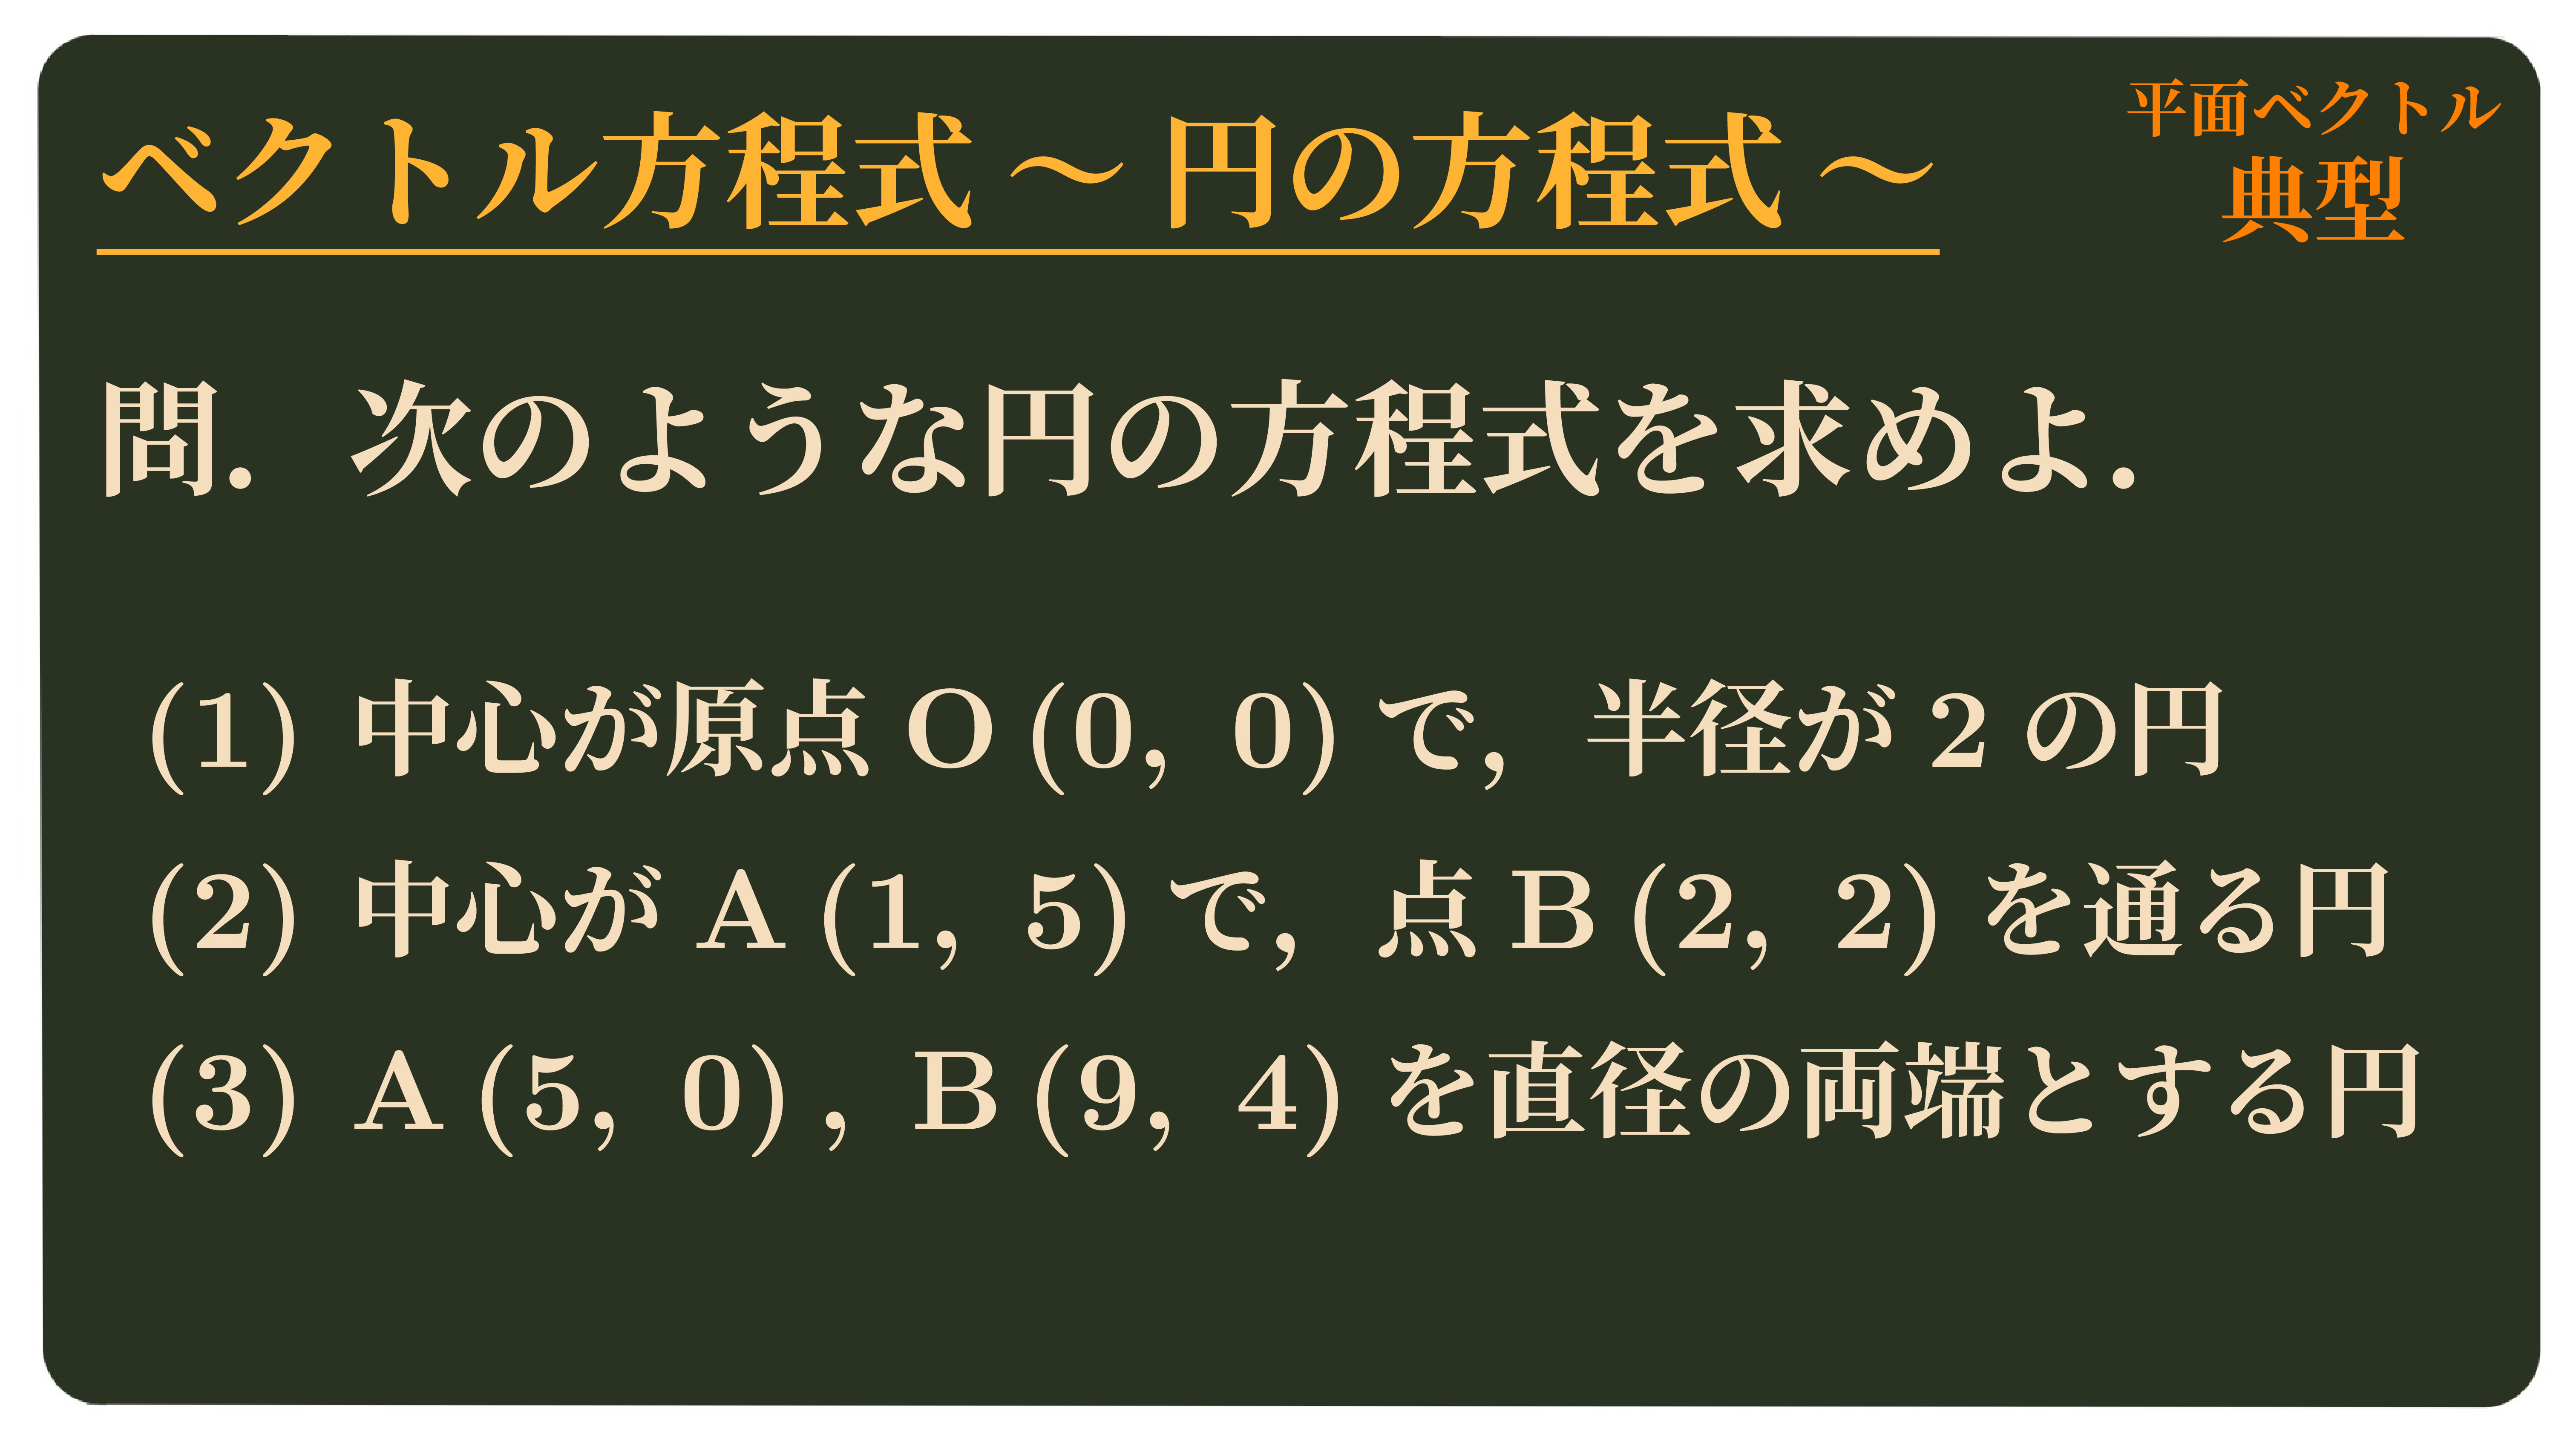 ベクトル方程式 ～ 円の方程式 ～
平面ベクトル
典型
問. 次のような円の方程式を求めよ.
(1) 中心が原点 O (0, 0) で, 半径が 2 の円
(2) 中心が A (1, 5) で, 点 B (2, 2) を通る円
(3) A (5, 0) , B (9, 4) を直径の両端とする円